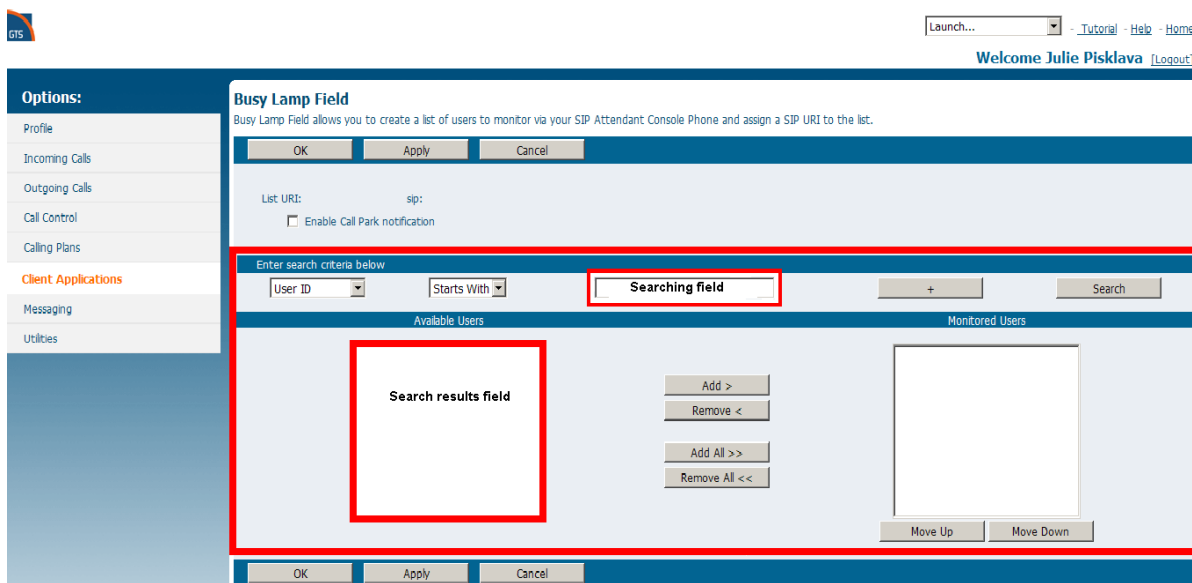 GTS
Launch...
- Tutorial - Help - Home
Welcome Julie Pisklava [Logout]
Options:
Profile
Incoming Calls
Outgoing Calls
Call Control
Calling Plans
Client Applications
Messaging
Utilities
Busy Lamp Field
Busy Lamp Field allows you to create a list of users to monitor via your SIP Attendant Console Phone and assign a SIP URI to the list.
OK Apply Cancel
List URI: sip:
Enable Call Park notification
Enter search criteria below
User ID Starts With Searching field + Search
Available Users Monitored Users
Search results field
Add >
Remove <
Add All >>
Remove All <<
Move Up Move Down
OK Apply Cancel